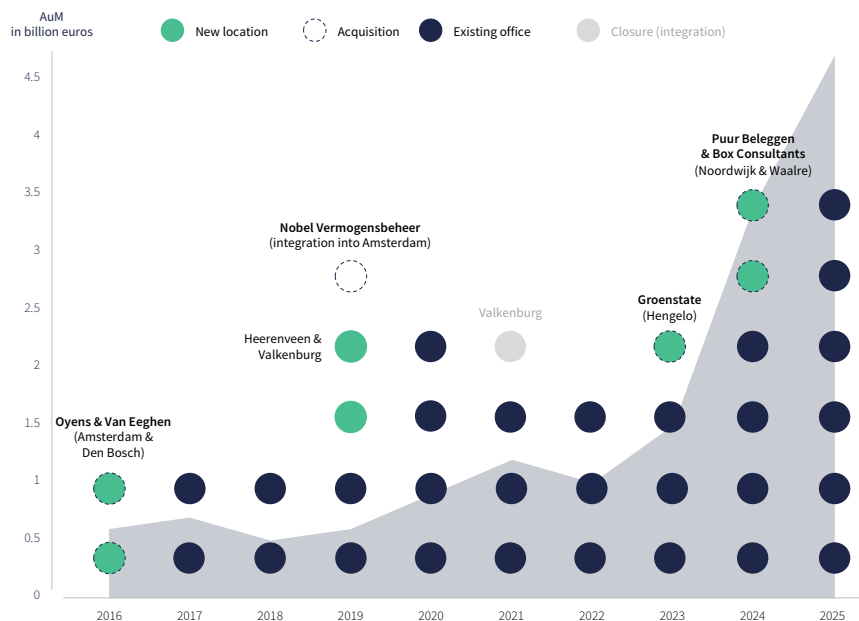 AuM
in billion euros
New location
Acquisition
Existing office
Closure (integration)
4.5
4
3.5
3
2.5
2
1.5
1
0.5
0
Puur Beleggen
& Box Consultants
(Noordwijk & Waalre)
Nobel Vermogensbeheer
(integration into Amsterdam)
Groenstate
(Hengelo)
Valkenburg
Heerenveen &
Valkenburg
Oyens & Van Eeghen
(Amsterdam &
Den Bosch)
2016
2017
2018
2019
2020
2021
2022
2023
2024
2025